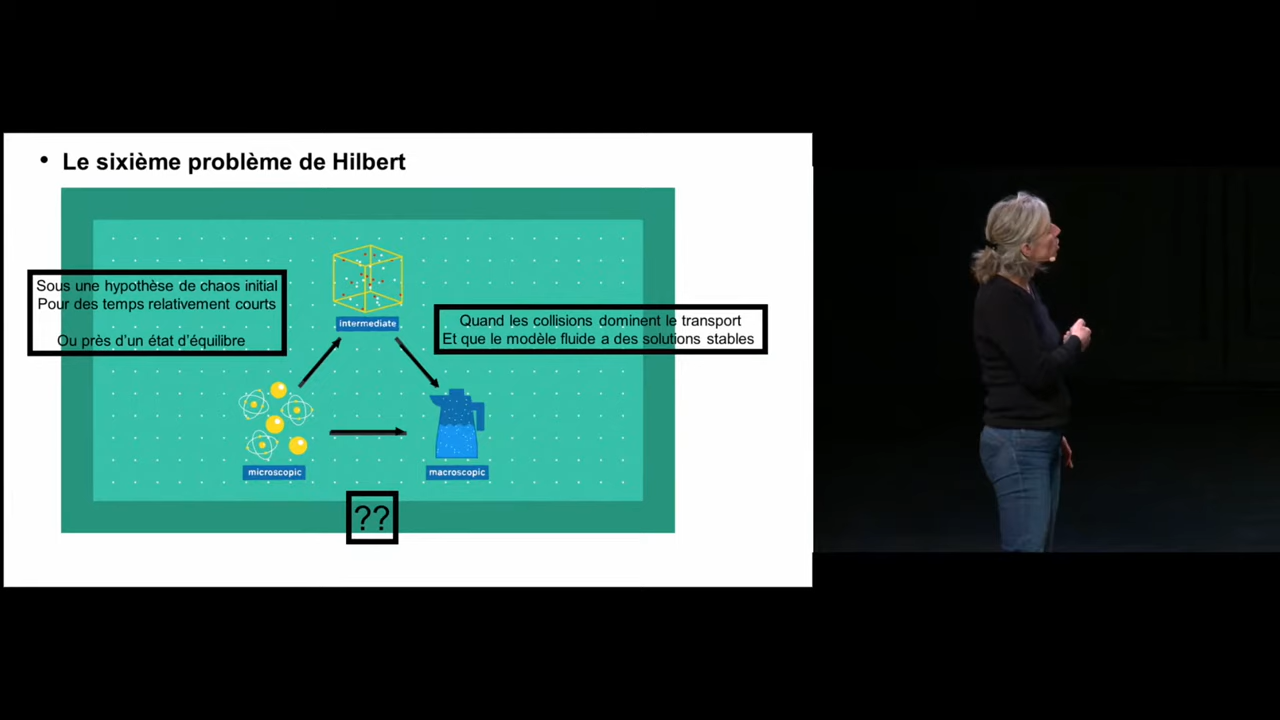 • Le sixième problème de Hilbert
Sous une hypothèse de chaos initial
Pour des temps relativement courts
Ou près d'un état d'équilibre
intermediate
Quand les collisions dominent le transport
Et que le modèle fluide a des solutions stables
microscopic
macroscopic
??